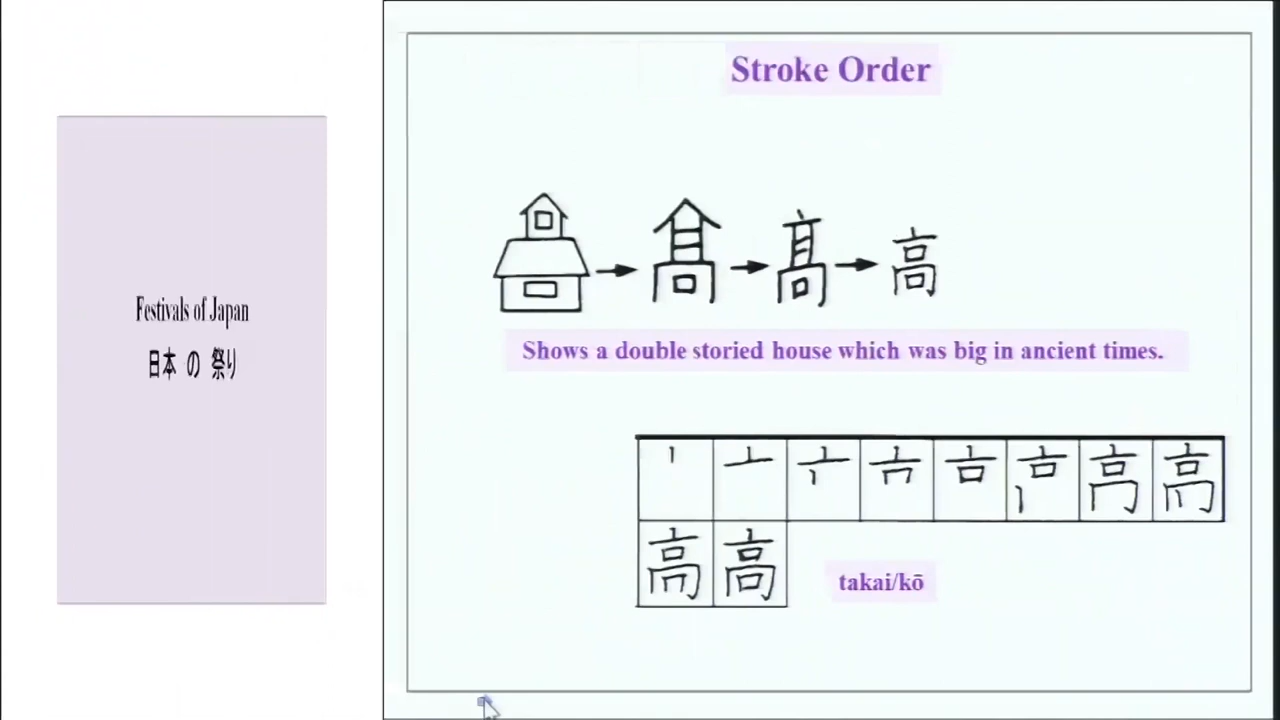 Festivals of Japan
日本 の 祭り
Stroke Order
高
Shows a double storied house which was big in ancient times.
高
高 高
takai/kō